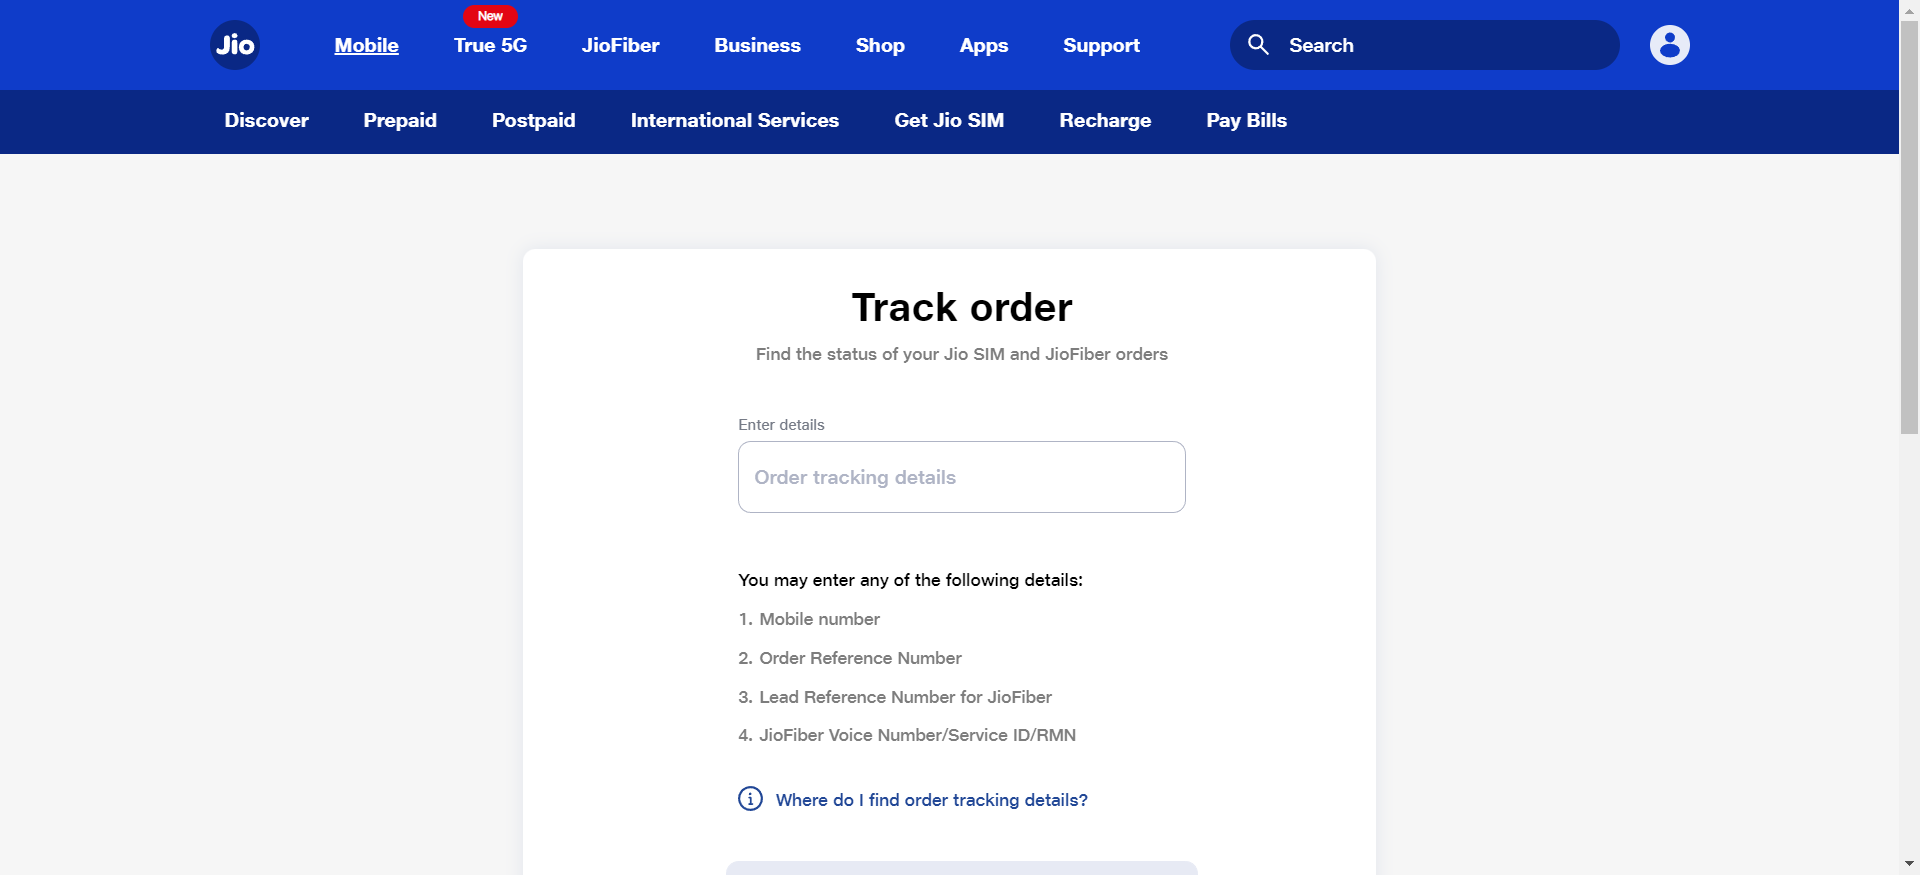 New
Jio Mobile True 5G JioFiber Business Shop Apps Support Search
Discover Prepaid Postpaid International Services Get Jio SIM Recharge Pay Bills
Track order
Find the status of your Jio SIM and JioFiber orders
Enter details
Order tracking details
You may enter any of the following details:
1. Mobile number
2. Order Reference Number
3. Lead Reference Number for JioFiber
4. JioFiber Voice Number/Service ID/RMN
Where do I find order tracking details?